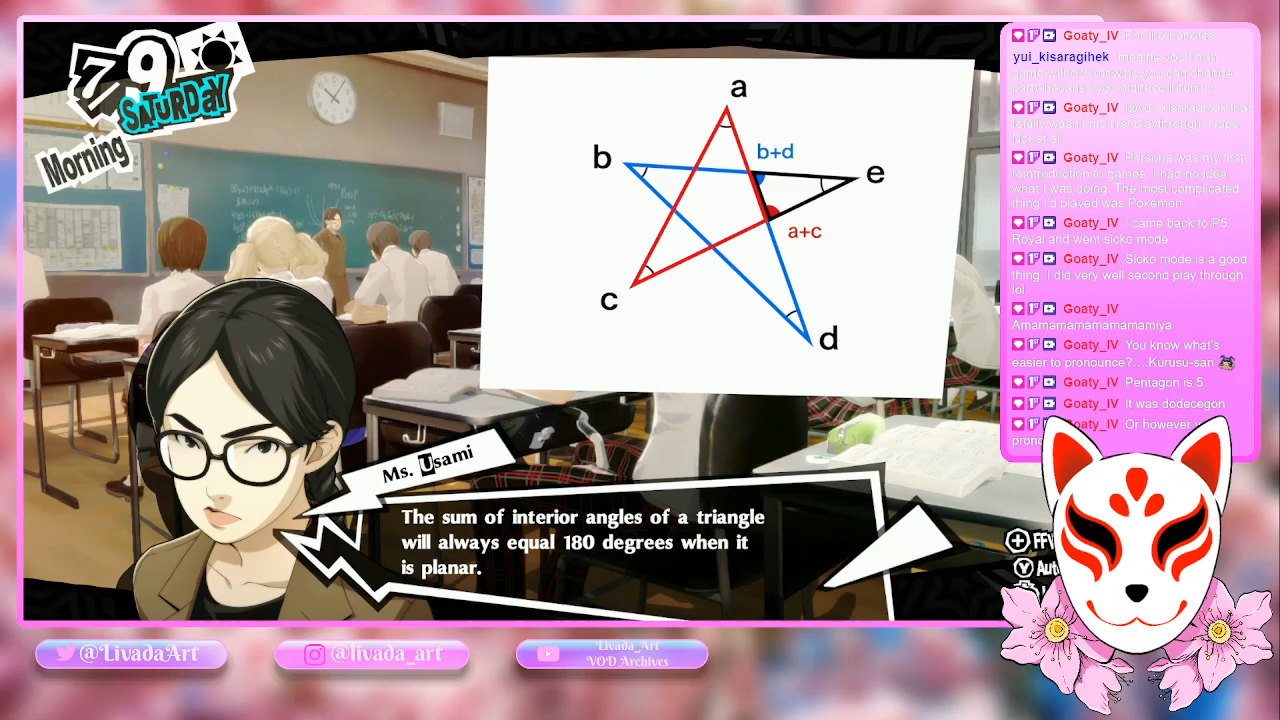 7 9
SATURDAY
Morning
a
b
b+d
e
a+c
c
d
Ms. Usami
The sum of interior angles of a triangle
will always equal 180 degrees when it
is planar.
Goaty_IV
yui_kisaragihek
Goaty_IV
Goaty_IV Persona was my first
reintroduction to games. I had no idea
what I was doing. The most complicated
thing I'd played was Pokémon
Goaty_IV I came back to P5
Royal and went sicko mode
Goaty_IV Sicko mode is a good
thing. I did very well second play through
lol
Goaty_IV
Amamamamamamamiya
Goaty_IV You know what's
easier to pronounce?....Kurusu-san
Goaty_IV Pentagon is 5
Goaty_IV It was dodecegon
Goaty_IV Or however
@LivadaArt
@livada_art
Livada_Art
VOD Archives